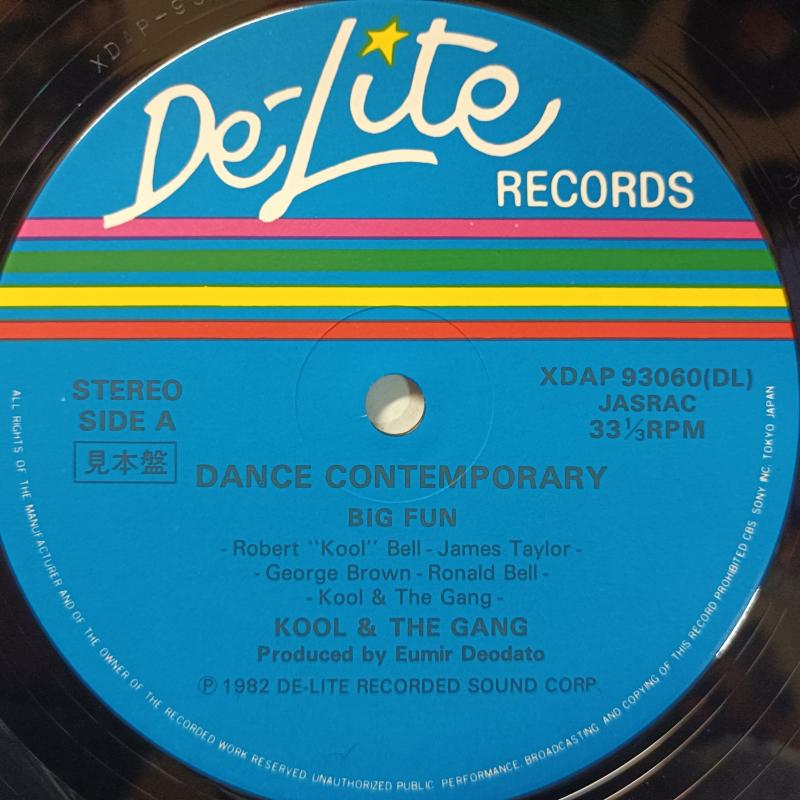 De-Lite
RECORDS
STEREO
SIDE A
見本盤
XDAP 93060(DL)
JASRAC
33⅓RPM
DANCE CONTEMPORARY
BIG FUN
- Robert "Kool" Bell - James Taylor -
- George Brown - Ronald Bell -
- Kool & The Gang -
KOOL & THE GANG
Produced by Eumir Deodato
Ⓟ 1982 DE-LITE RECORDED SOUND CORP.
ALL RIGHTS OF THE MANUFACTURER AND OF THE OWNER OF THE RECORDED WORK RESERVED UNAUTHORIZED PUBLIC PERFORMANCE, BROADCASTING AND COPYING OF THIS RECORD PROHIBITED CBS SONY INC. TOKYO JAPAN